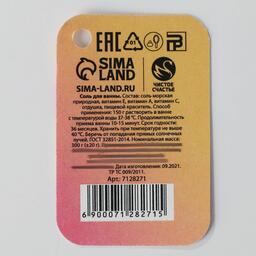 EAC 01 PP
SIMA LAND ЧИСТОЕ СЧАСТЬЕ
SIMA-LAND.RU
Соль для ванны. Состав: соль морская
природная, витамин Е, витамин А, витамин С,
отдушка, пищевой краситель. Способ
применения: 150 г растворить в ванне
с температурой воды 37-38 °С. Продолжительность
приема ванны 10-15 минут. Срок годности:
36 месяцев. Хранить при температуре не выше
40 °С. Беречь от попадания прямых солнечных
лучей. ГОСТ 32851-2014. Номинальная масса:
300 г (±20 г).
Дата изготовления: 09.2021.
ТР ТС 009/2011.
Арт.: 7128271
6 900071 282715